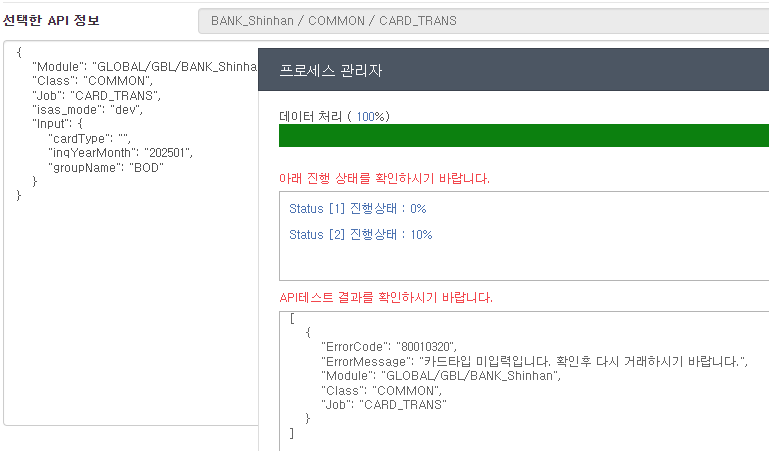 선택한 API 정보
BANK_Shinhan / COMMON / CARD_TRANS
{
"Module": "GLOBAL/GBL/BANK_Shinha
"Class": "COMMON",
"Job": "CARD_TRANS",
"isas_mode": "dev",
"Input": {
"cardType": "",
"inqYearMonth": "202501",
"groupName": "BOD"
}
}
프로세스 관리자
데이터 처리 ( 100%)
아래 진행 상태를 확인하시기 바랍니다.
Status [1] 진행상태 : 0%
Status [2] 진행상태 : 10%
API테스트 결과를 확인하시기 바랍니다.
[
{
"ErrorCode": "80010320",
"ErrorMessage": "카드타입 미입력입니다. 확인후 다시 거래하시기 바랍니다.",
"Module": "GLOBAL/GBL/BANK_Shinhan",
"Class": "COMMON",
"Job": "CARD_TRANS"
}
]